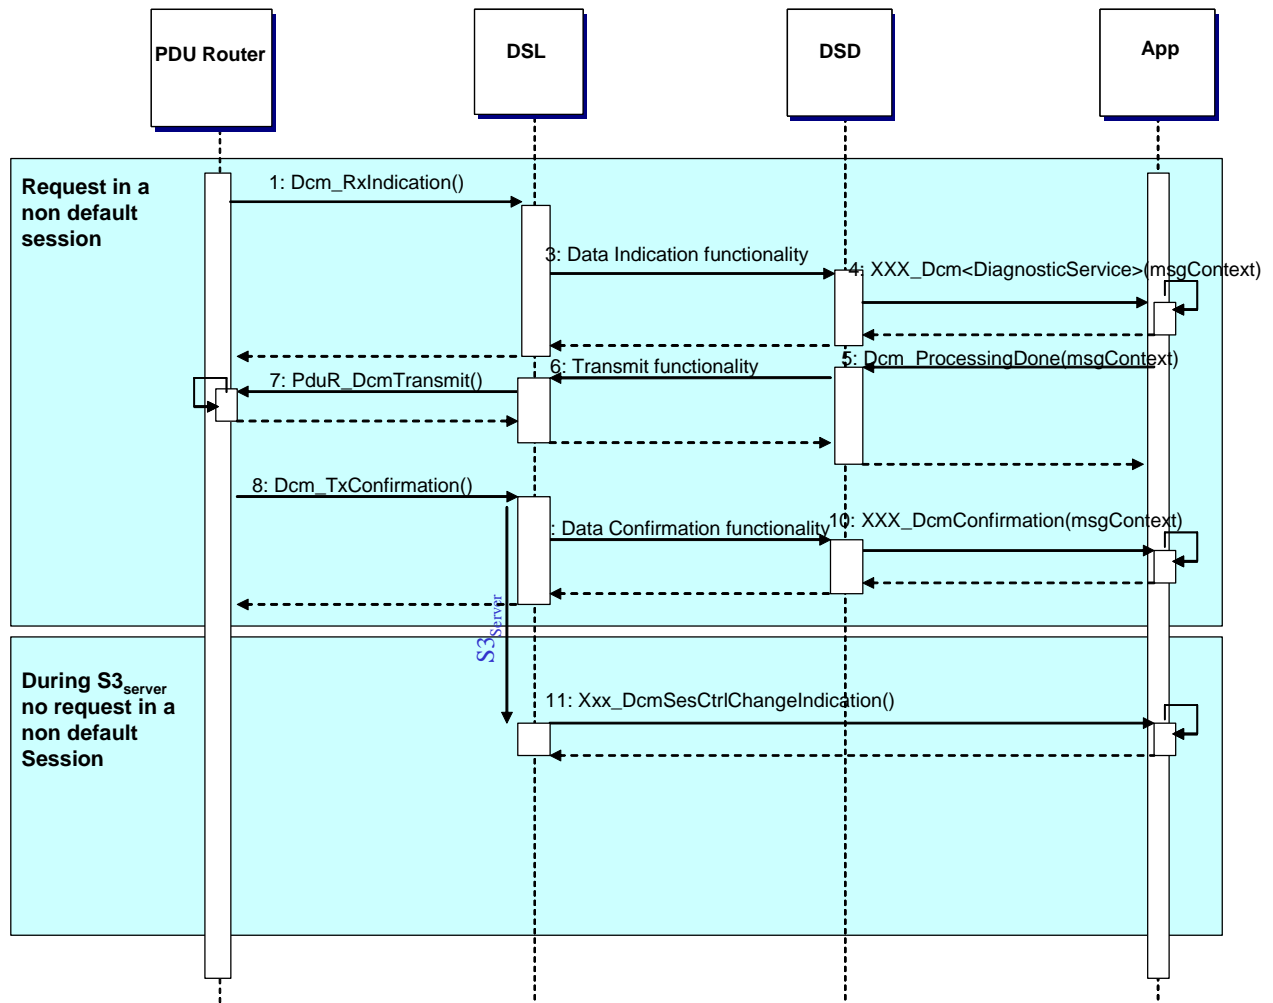 PDU Router
DSL
DSD
App
Request in a
non default
session
1: Dcm_RxIndication()
3: Data Indication functionality
4: XXX_Dcm<DiagnosticService>(msgContext)
5: Dcm_ProcessingDone(msgContext)
6: Transmit functionality
7: PduR_DcmTransmit()
8: Dcm_TxConfirmation()
: Data Confirmation functionality
10: XXX_DcmConfirmation(msgContext)
S3Server
During S3server
no request in a
non default
Session
11: Xxx_DcmSesCtrlChangeIndication()